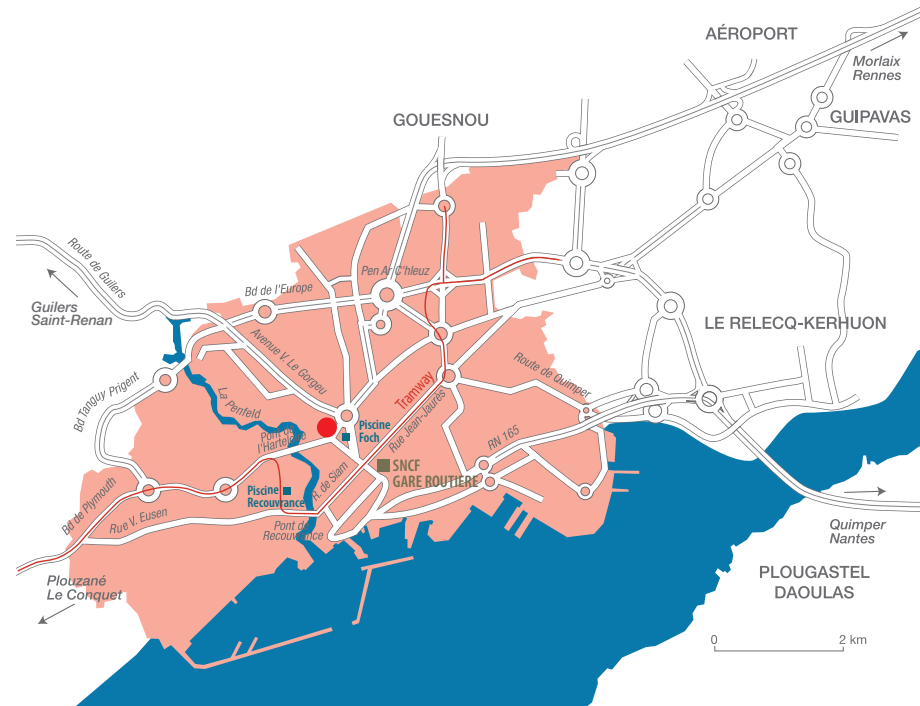 AÉROPORT
Morlaix
Rennes
GOUESNOU
GUIPAVAS
Route de Guilers
Pen Ar C'hleuz
Bd de l'Europe
Guilers
Saint-Renan
LE RELECQ-KERHUON
Avenue V. Le Gorgeu
Route de Quimper
Bd Tanguy Prigent
La Penfeld
Tramway
Rue Jean-Jaurès
Pont de
l'Harteloire
Piscine
Foch
RN 165
SNCF
GARE ROUTIÈRE
R. de Siam
Piscine
Recouvrance
Bd de Plymouth
Rue V. Eusen
Pont de
Recouvrance
Quimper
Nantes
Plouzané
Le Conquet
PLOUGASTEL
DAOULAS
0 2 km